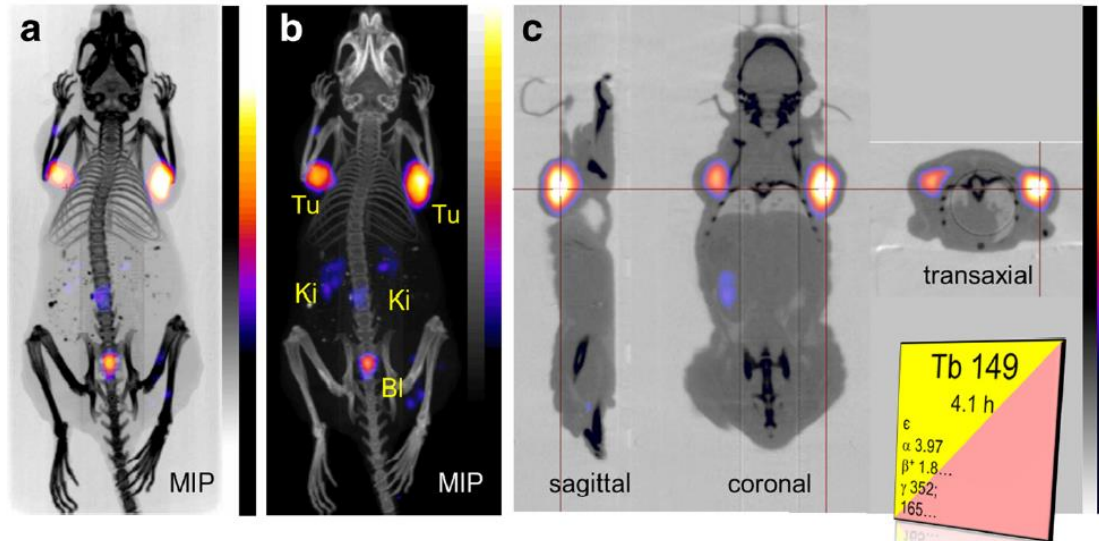 a
MIP
b
Tu
Tu
Ki
Ki
Bl
MIP
c
sagittal
coronal
transaxial
Tb 149
4.1 h
ϵ
α 3.97
β⁺ 1.8...
γ 352;
165...